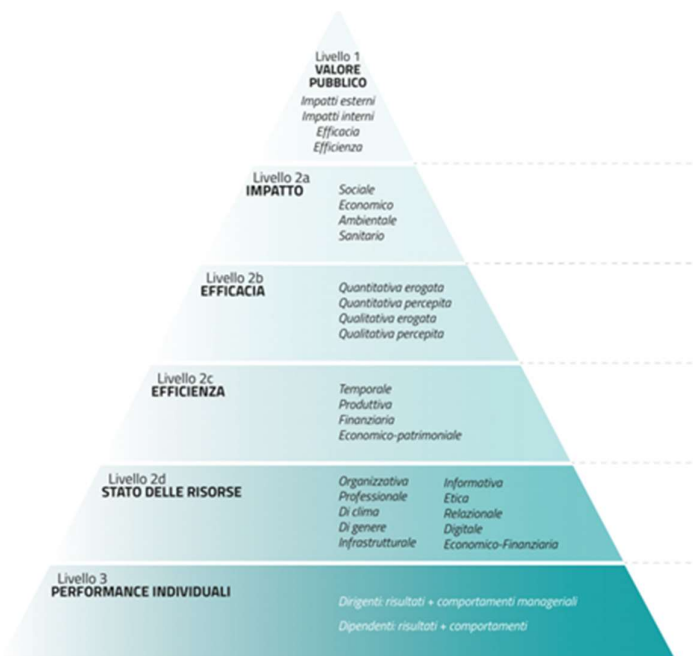 Livello 1
VALORE
PUBBLICO
Impatti esterni
Impatti interni
Efficacia
Efficienza
Livello 2a
IMPATTO
Sociale
Economico
Ambientale
Sanitario
Livello 2b
EFFICACIA
Quantitativa erogata
Quantitativa percepita
Qualitativa erogata
Qualitativa percepita
Livello 2c
EFFICIENZA
Temporale
Produttiva
Finanziaria
Economico-patrimoniale
Livello 2d
STATO DELLE RISORSE
Organizzativa
Professionale
Di clima
Di genere
Infrastrutturale
Informativa
Etica
Relazionale
Digitale
Economico-Finanziaria
Livello 3
PERFORMANCE INDIVIDUALI
Dirigenti: risultati + comportamenti manageriali
Dipendenti: risultati + comportamenti